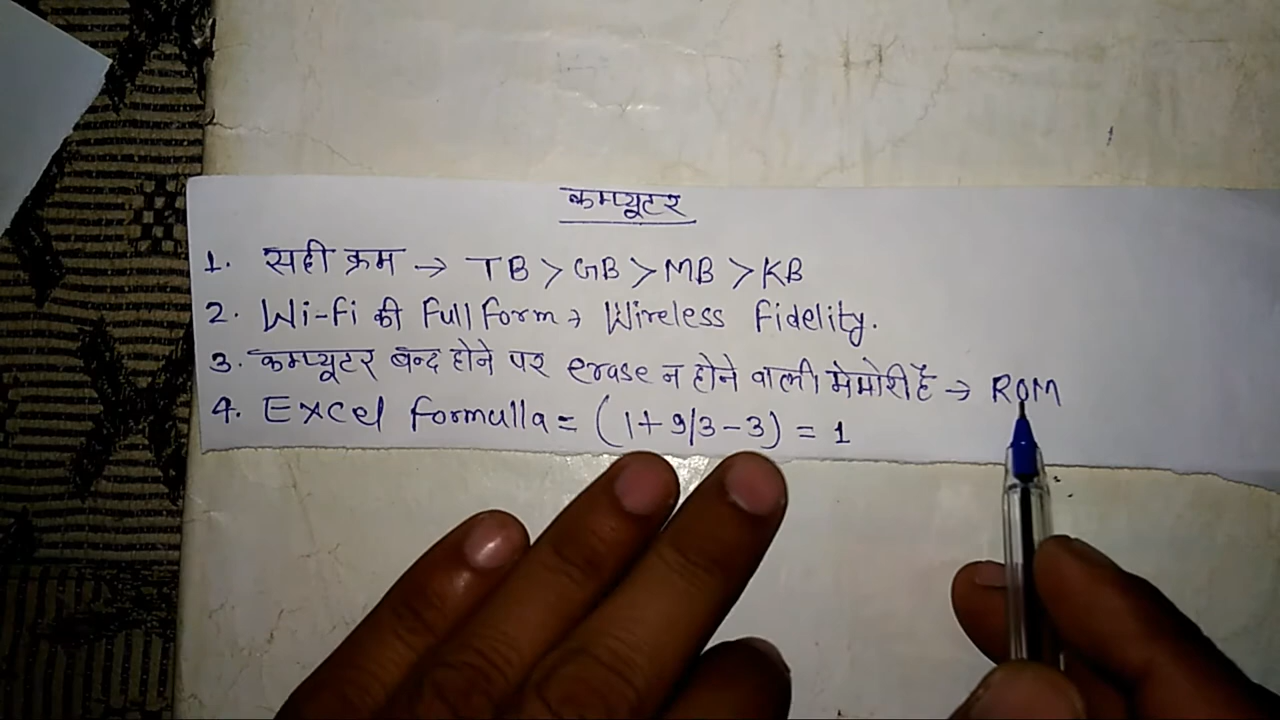 कम्प्यूटर
1. सही क्रम → TB > GB > MB > KB
2. Wi-Fi की Full Form → Wireless Fidelity.
3. कम्प्यूटर बन्द होने पर erase न होने वाली मेमोरी है → ROM
4. Excel formulla = (1+9/3-3) = 1